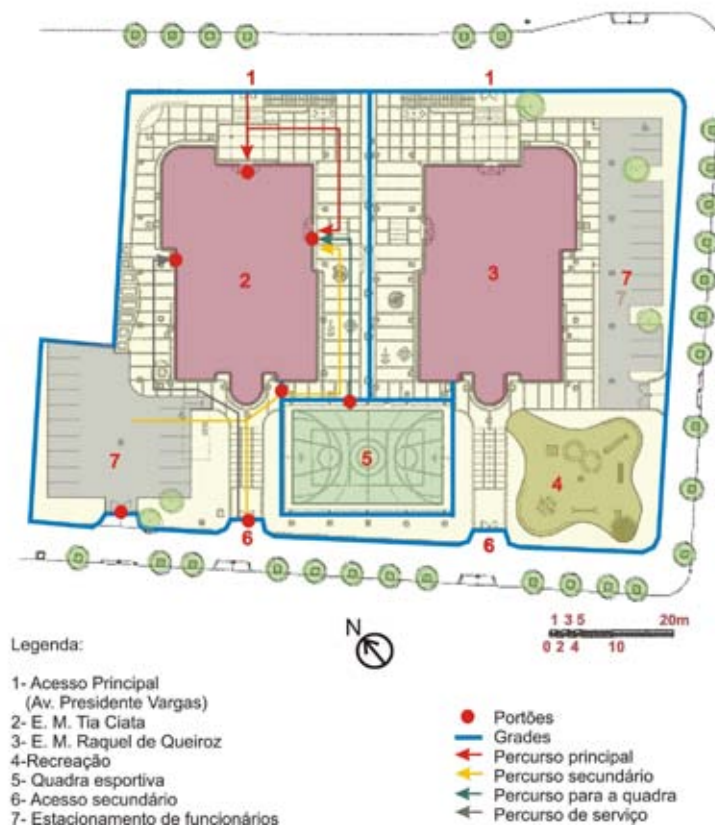 1
1
2
3
7
7
7
5
4
6
6
N
1 3 5 20m
0 2 4 10
Legenda:
1- Acesso Principal
(Av. Presidente Vargas)
2- E. M. Tia Ciata
3- E. M. Raquel de Queiroz
4-Recreação
5- Quadra esportiva
6- Acesso secundário
7- Estacionamento de funcionários
Portões
Grades
Percurso principal
Percurso secundário
Percurso para a quadra
Percurso de serviço